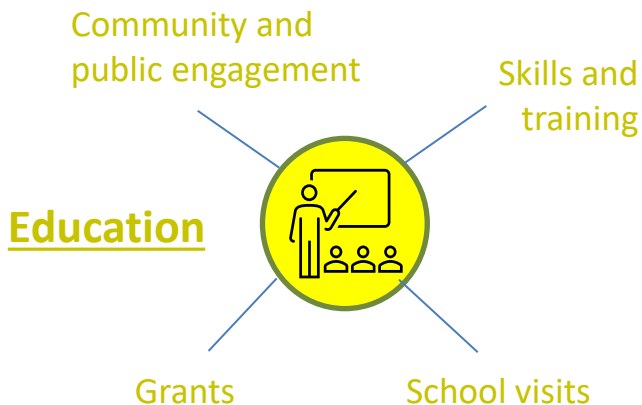 Community and
public engagement
Skills and
training
Education
Grants
School visits